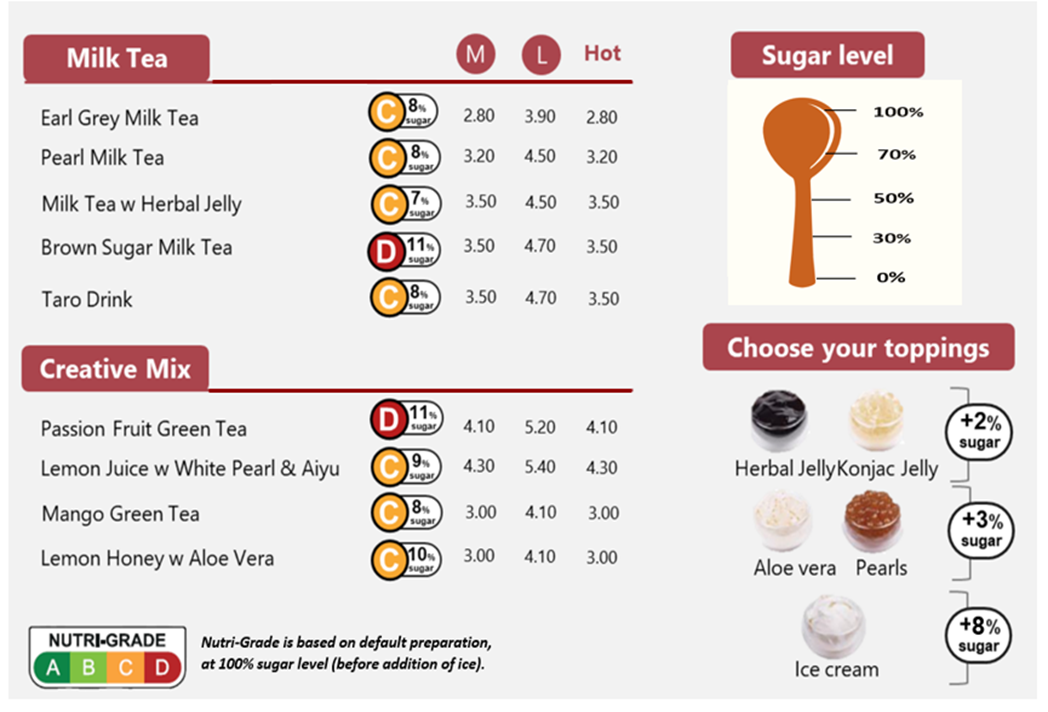 Milk Tea M L Hot
Earl Grey Milk Tea C 8% sugar 2.80 3.90 2.80
Pearl Milk Tea C 8% sugar 3.20 4.50 3.20
Milk Tea w Herbal Jelly C 7% sugar 3.50 4.50 3.50
Brown Sugar Milk Tea D 11% sugar 3.50 4.70 3.50
Taro Drink C 8% sugar 3.50 4.70 3.50
Creative Mix
Passion Fruit Green Tea D 11% sugar 4.10 5.20 4.10
Lemon Juice w White Pearl & Aiyu C 9% sugar 4.30 5.40 4.30
Mango Green Tea C 8% sugar 3.00 4.10 3.00
Lemon Honey w Aloe Vera C 10% sugar 3.00 4.10 3.00
NUTRI-GRADE
A B C D
Nutri-Grade is based on default preparation,
at 100% sugar level (before addition of ice).
Sugar level
100%
70%
50%
30%
0%
Choose your toppings
Herbal Jelly Konjac Jelly
+2% sugar
Aloe vera Pearls
+3% sugar
Ice cream
+8% sugar